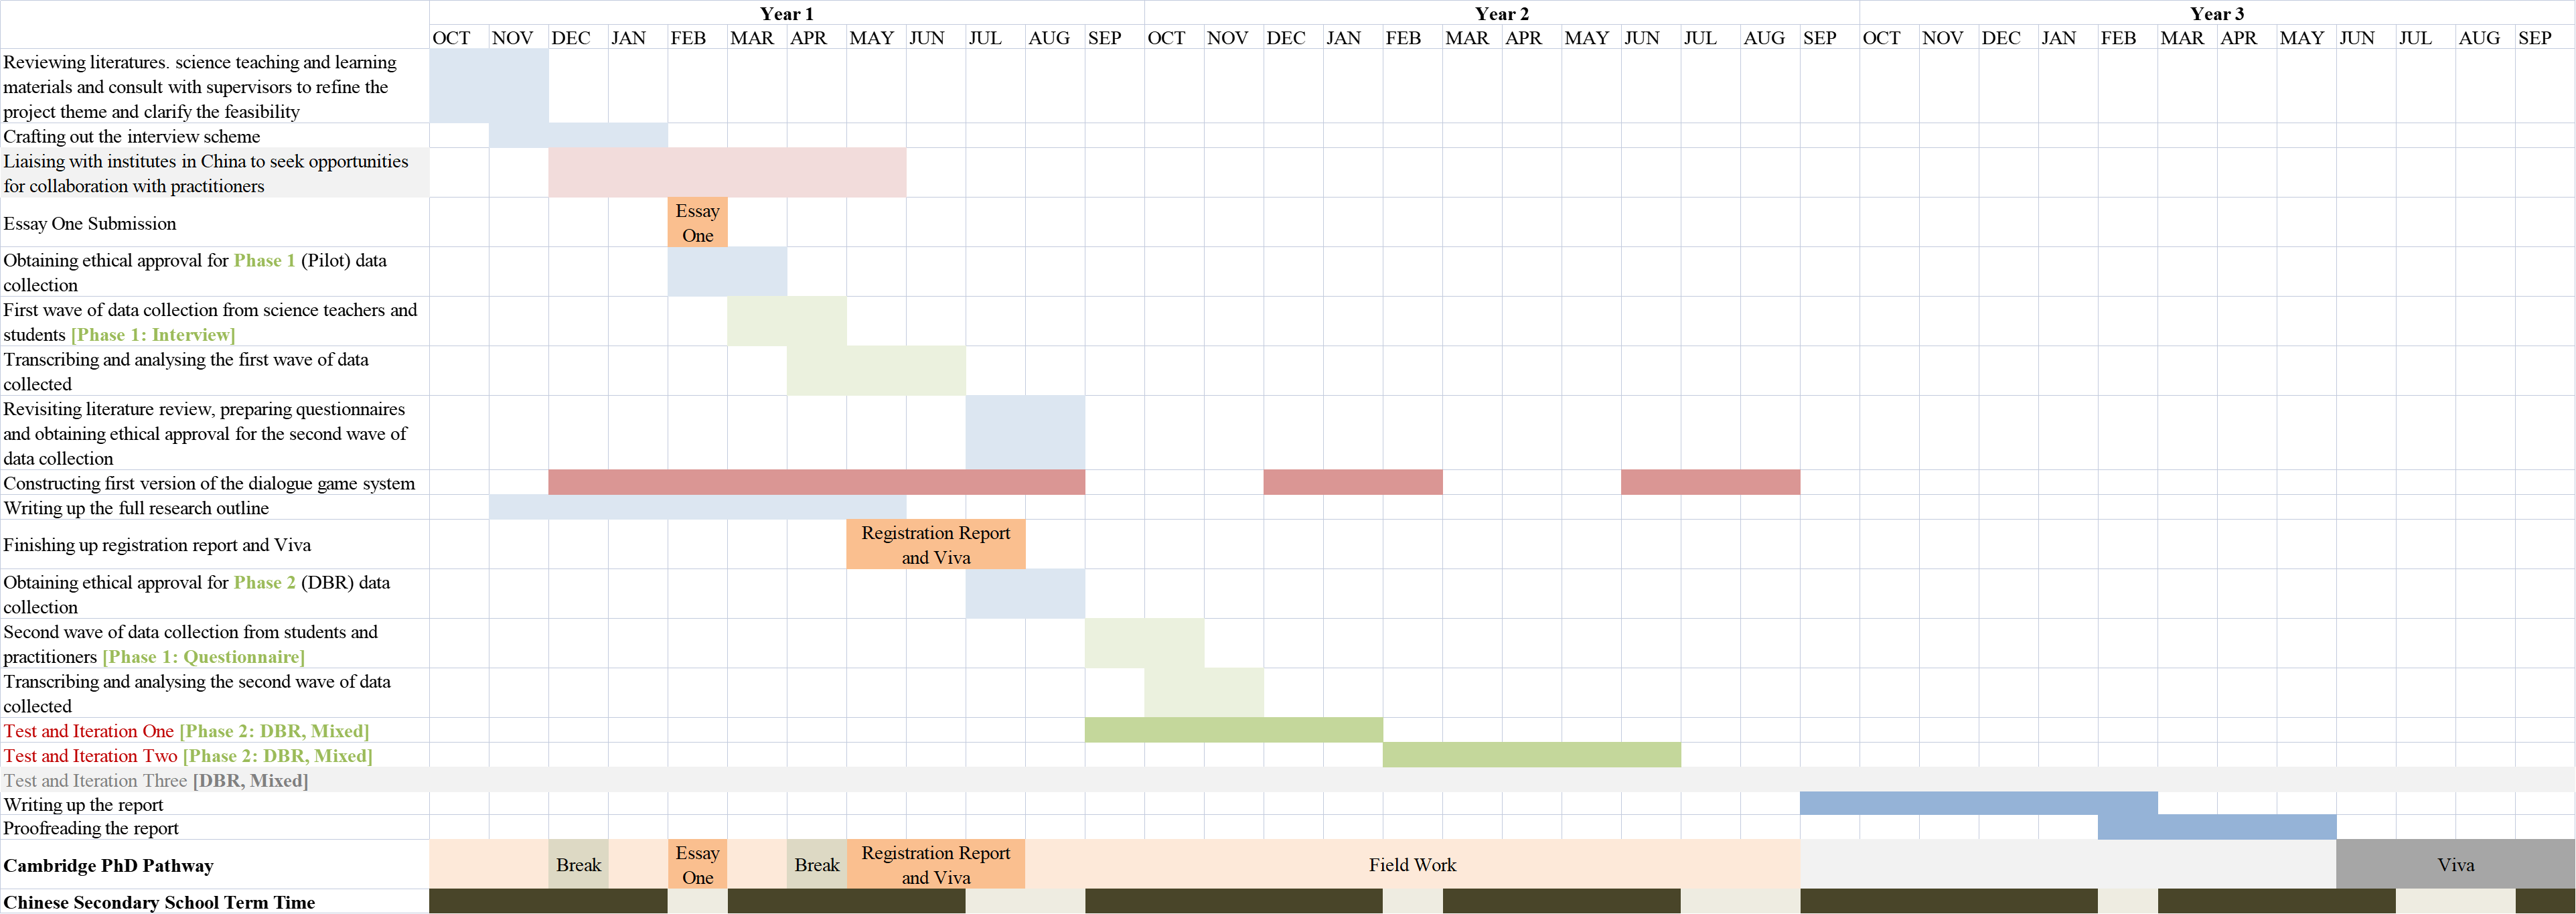 Year 1 Year 2 Year 3
OCT NOV DEC JAN FEB MAR APR MAY JUN JUL AUG SEP OCT NOV DEC JAN FEB MAR APR MAY JUN JUL AUG SEP OCT NOV DEC JAN FEB MAR APR MAY JUN JUL AUG SEP
Reviewing literatures. science teaching and learning
materials and consult with supervisors to refine the
project theme and clarify the feasibility
Crafting out the interview scheme
Liaising with institutes in China to seek opportunities
for collaboration with practitioners
Essay One Submission
Essay
One
Obtaining ethical approval for Phase 1 (Pilot) data
collection
First wave of data collection from science teachers and
students [Phase 1: Interview]
Transcribing and analysing the first wave of data
collected
Revisiting literature review, preparing questionnaires
and obtaining ethical approval for the second wave of
data collection
Constructing first version of the dialogue game system
Writing up the full research outline
Finishing up registration report and Viva
Registration Report
and Viva
Obtaining ethical approval for Phase 2 (DBR) data
collection
Second wave of data collection from students and
practitioners [Phase 1: Questionnaire]
Transcribing and analysing the second wave of data
collected
Test and Iteration One [Phase 2: DBR, Mixed]
Test and Iteration Two [Phase 2: DBR, Mixed]
Test and Iteration Three [DBR, Mixed]
Writing up the report
Proofreading the report
Cambridge PhD Pathway
Break
Essay
One
Break
Registration Report
and Viva
Field Work
Viva
Chinese Secondary School Term Time